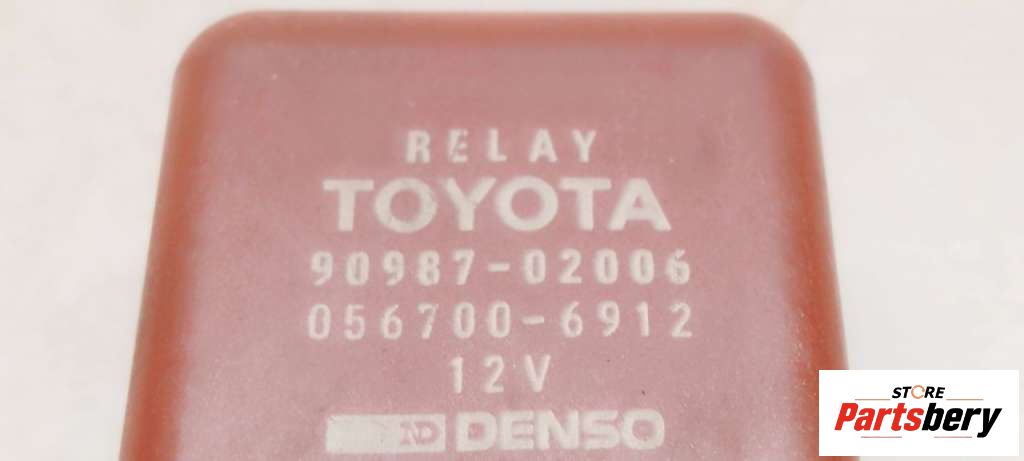 RELAY
TOYOTA
90987-02006
056700-6912
12V
ND DENSO
STORE
Partsbery